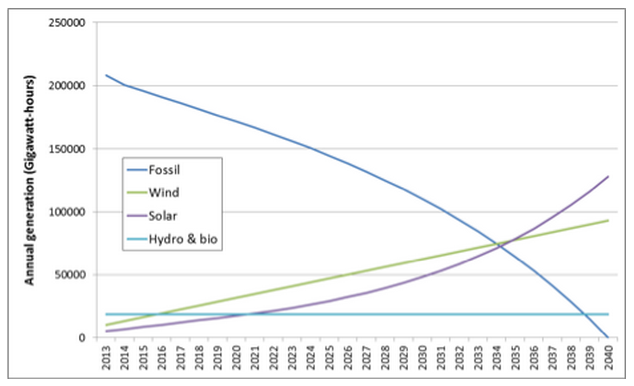 250000
200000
150000
100000
50000
0
Annual generation (Gigawatt-hours)
Fossil
Wind
Solar
Hydro & bio
2013 2014 2015 2016 2017 2018 2019 2020 2021 2022 2023 2024 2025 2026 2027 2028 2029 2030 2031 2032 2033 2034 2035 2036 2037 2038 2039 2040